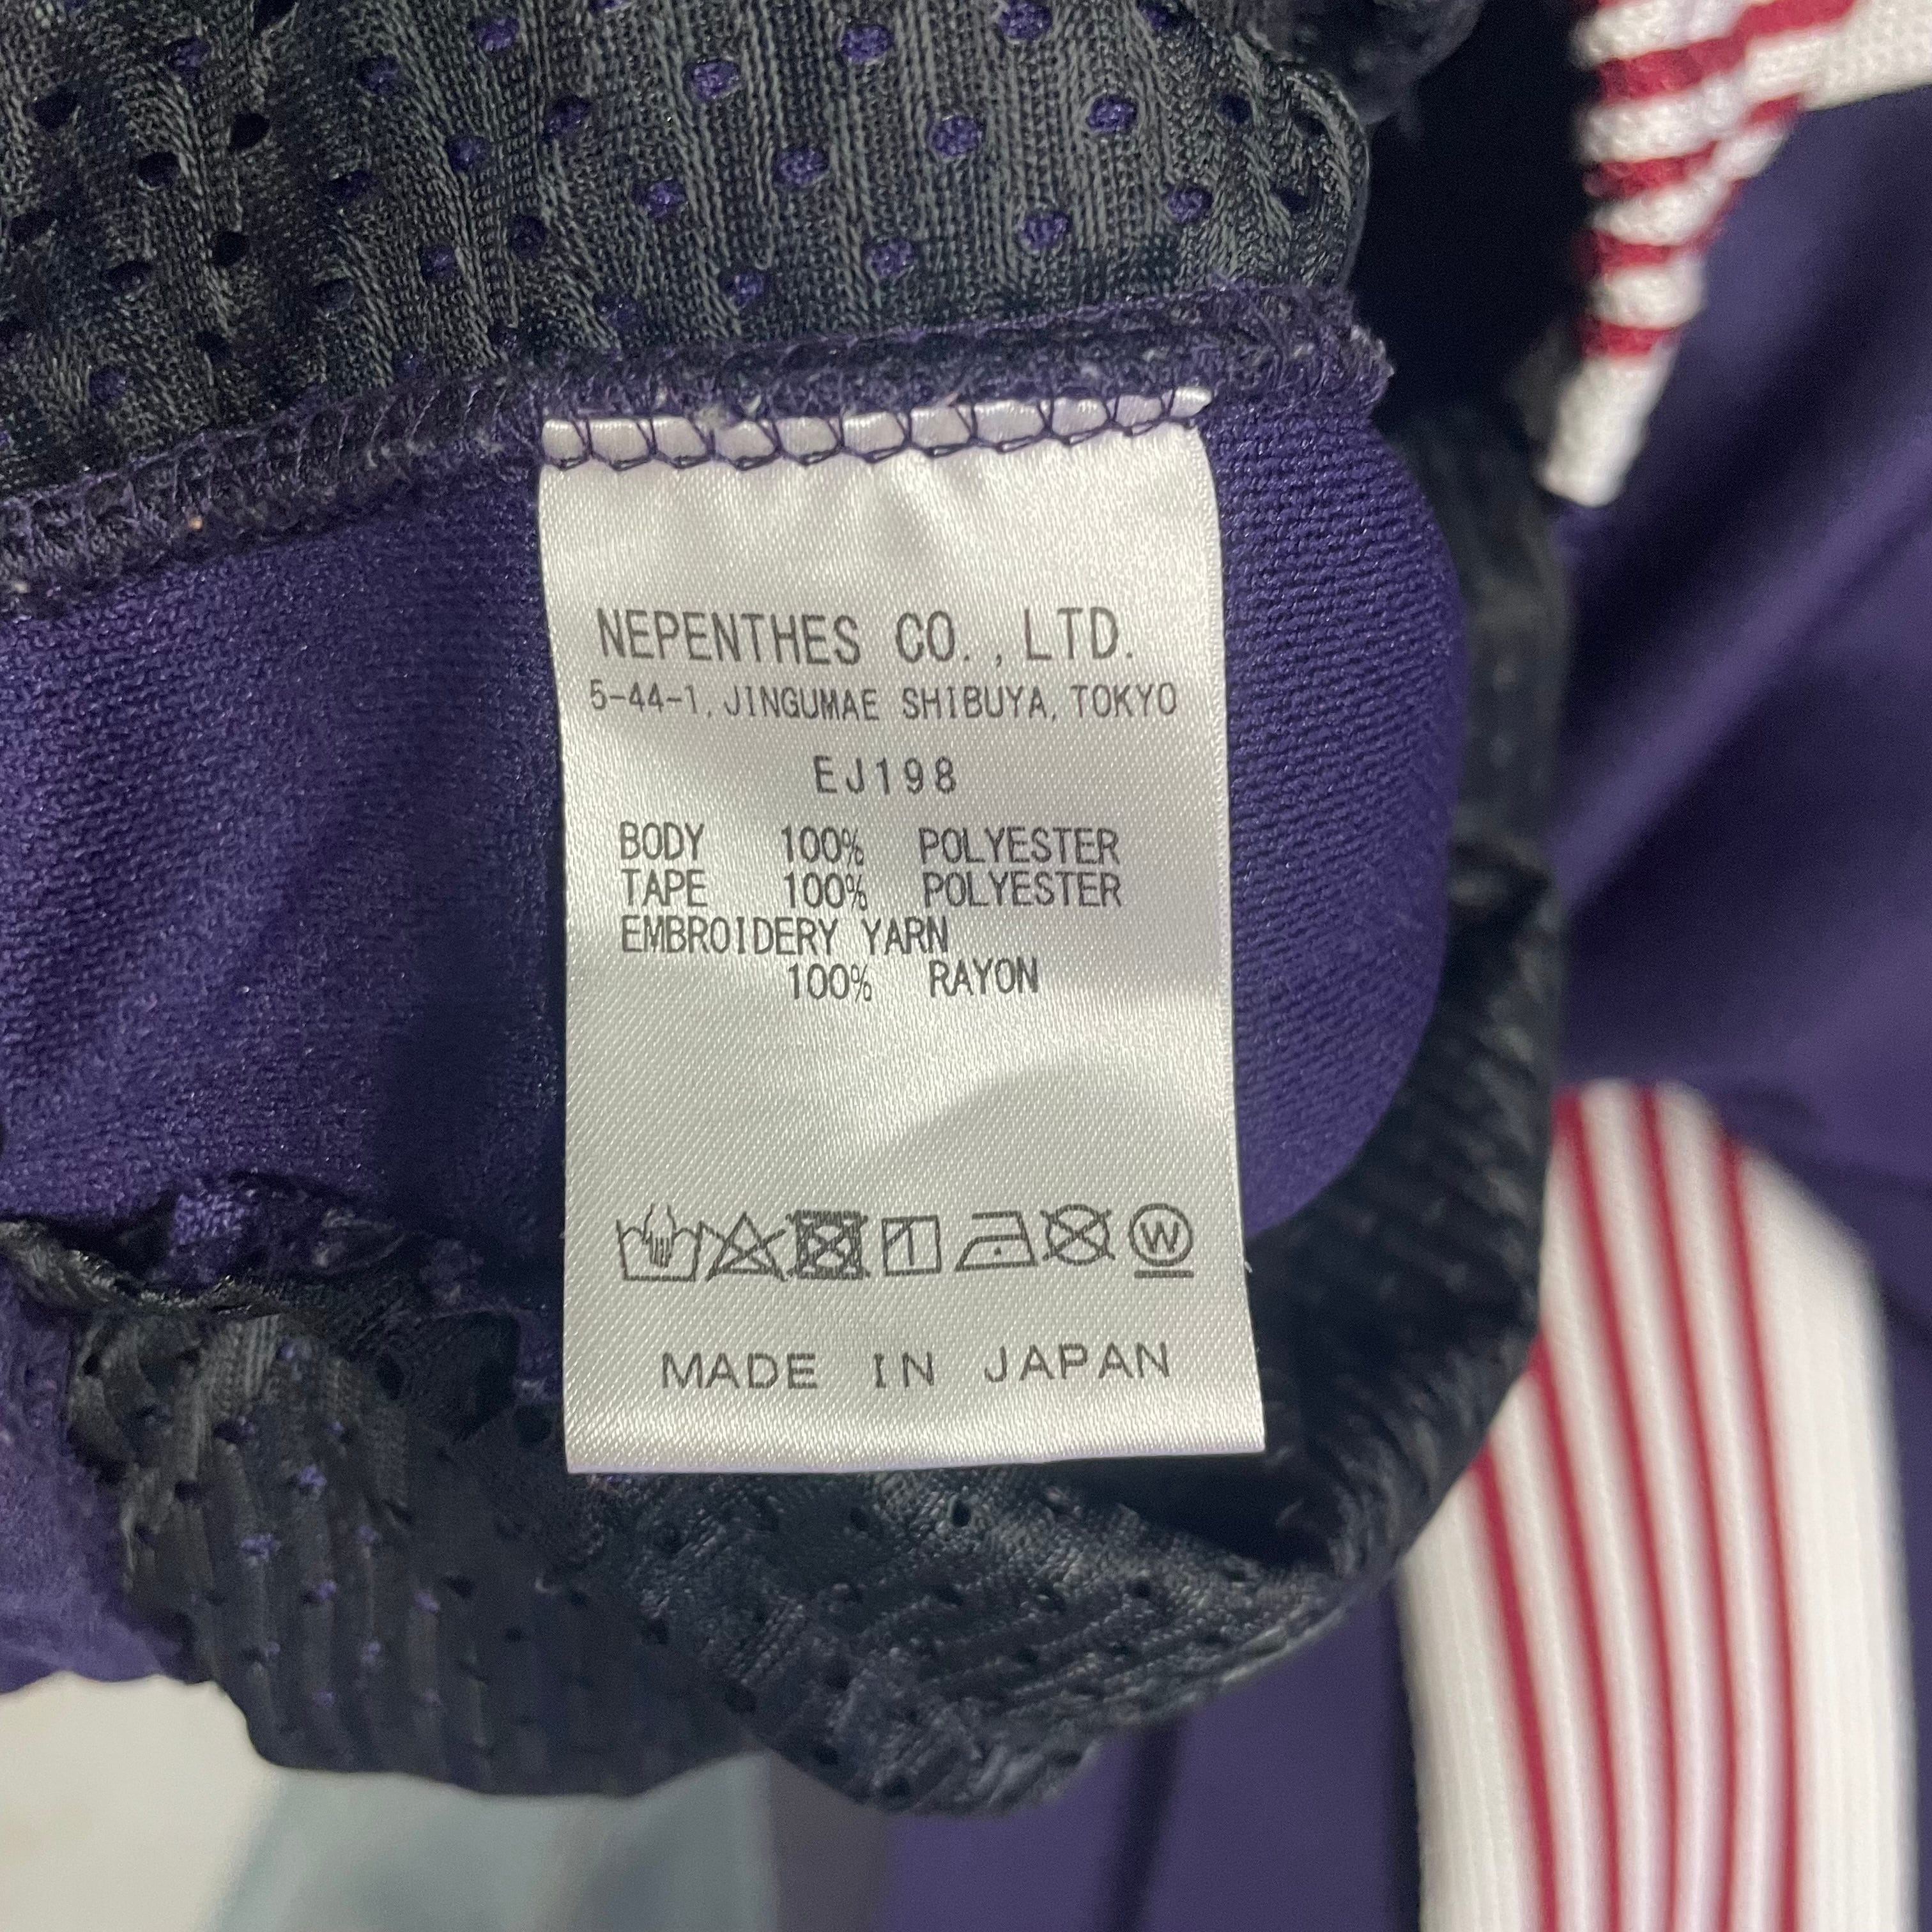 NEPENTHES CO., LTD.
5-44-1, JINGUMAE SHIBUYA, TOKYO
EJ198
BODY 100% POLYESTER
TAPE 100% POLYESTER
EMBROIDERY YARN
100% RAYON
W
MADE IN JAPAN